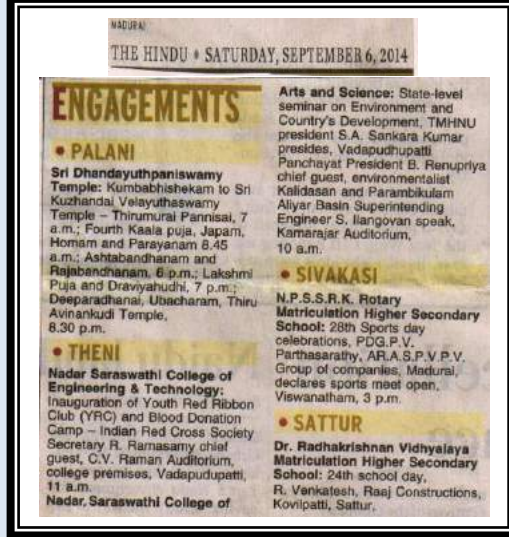 MADURAI
THE HINDU • SATURDAY, SEPTEMBER 6, 2014
ENGAGEMENTS
• PALANI
Sri Dhandayuthpaniswamy
Temple: Kumbabhishekam to Sri
Kuzhandai Velayuthaswamy
Temple – Thirumurai Pannisai, 7
a.m.; Fourth Kaala puja, Japam,
Homam and Parayanam 8.45
a.m.; Ashtabandhanam and
Rajabandhanam, 6 p.m.; Lakshmi
Puja and Draviyahudhi, 7 p.m.;
Deeparadhanai, Ubacharam, Thiru
Avinankudi Temple,
8.30 p.m.
• THENI
Nadar Saraswathi College of
Engineering & Technology:
Inauguration of Youth Red Ribbon
Club (YRC) and Blood Donation
Camp – Indian Red Cross Society
Secretary R. Ramasamy chief
guest, C.V. Raman Auditorium,
college premises, Vadapudupatti,
11 a.m.
Nadar Saraswathi College of
Arts and Science: State-level
seminar on Environment and
Country's Development, TMHNU
president S.A. Sankara Kumar
presides, Vadapudhupatti
Panchayat President B. Renupriya
chief guest, environmentalist
Kalidasan and Parambikulam
Aliyar Basin Superintending
Engineer S. Ilangovan speak,
Kamarajar Auditorium,
10 a.m.
• SIVAKASI
N.P.S.S.R.K. Rotary
Matriculation Higher Secondary
School: 28th Sports day
celebrations, PDG.P.V.
Parthasarathy, AR.A.S.P.V.P.V.
Group of companies, Madurai,
declares sports meet open,
Viswanatham, 3 p.m.
• SATTUR
Dr. Radhakrishnan Vidhyalaya
Matriculation Higher Secondary
School: 24th school day,
R. Venkatesh, Raaj Constructions,
Kovilpatti, Sattur.